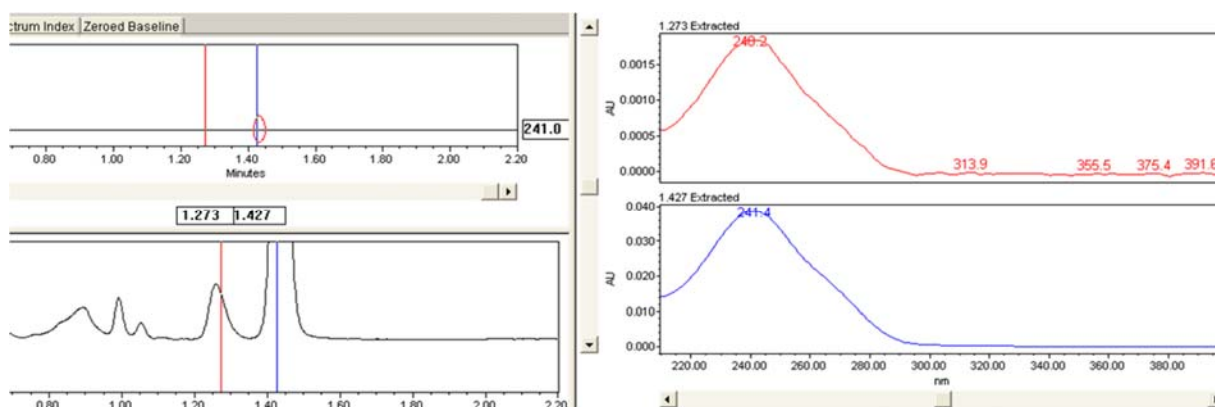 ctrum Index Zeroed Baseline
241.0
0.80 1.00 1.20 1.40 1.60 1.80 2.00 2.20
Minutes
1.273 1.427
0.80 1.00 1.20 1.40 1.60 1.80 2.00 2.20
1.273 Extracted
240.2
0.0015
0.0010
AU
0.0005
0.0000
313.9 355.5 375.4 391.8
1.427 Extracted
241.4
0.040
0.030
AU
0.020
0.010
0.000
220.00 240.00 260.00 280.00 300.00 320.00 340.00 360.00 380.00
nm